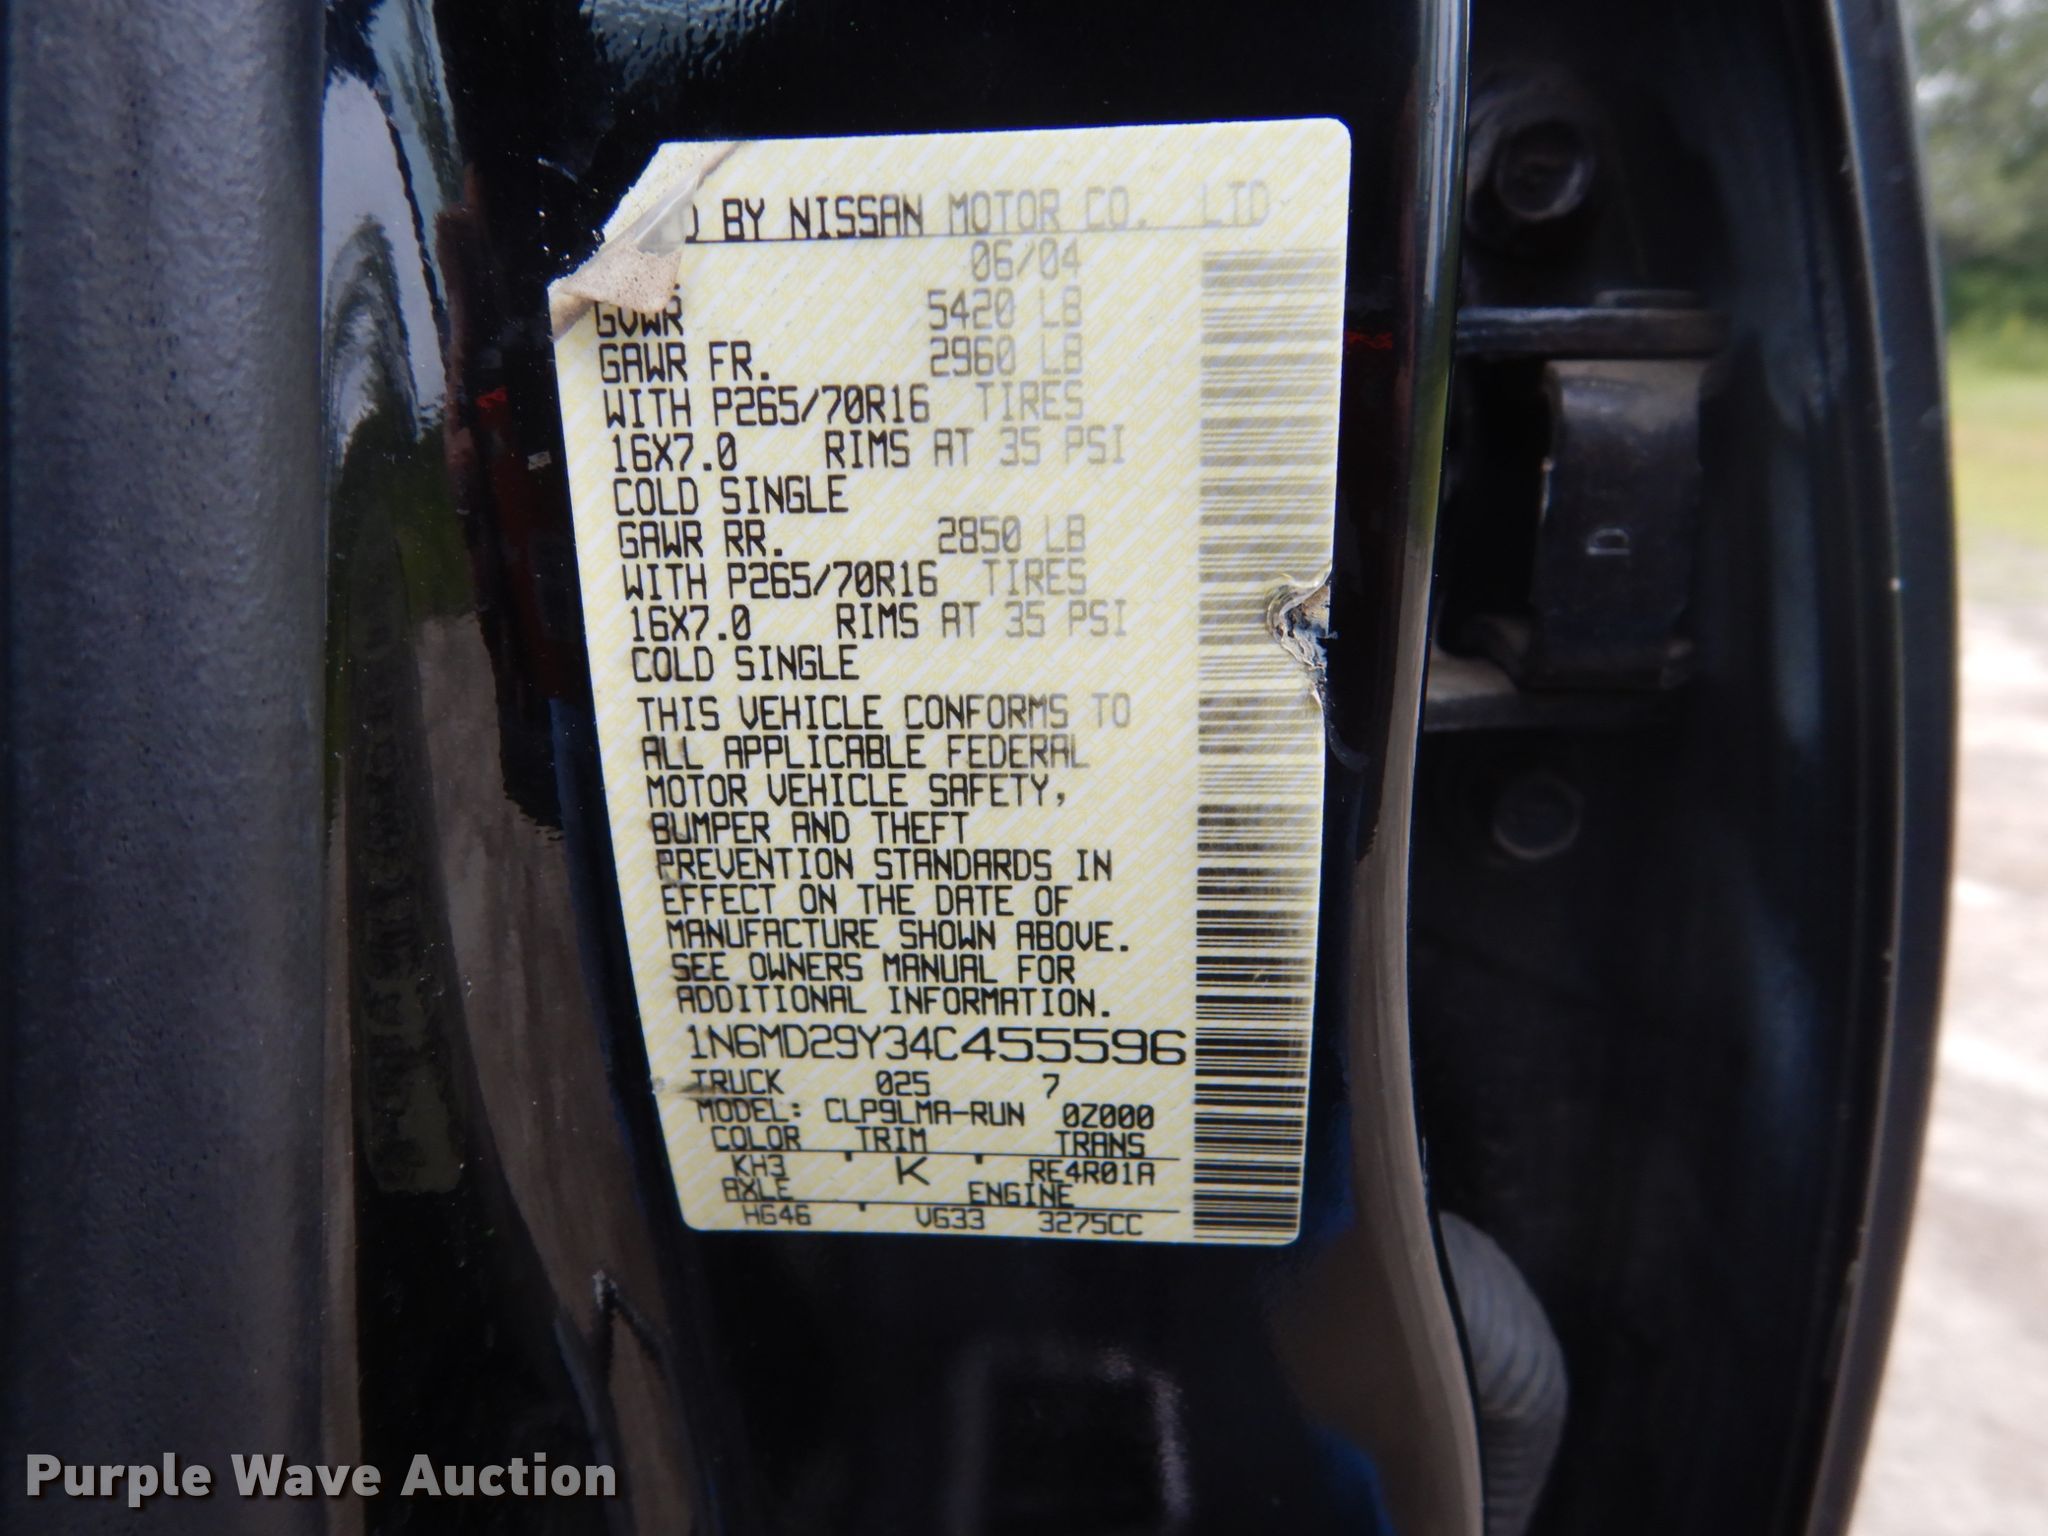 BY NISSAN MOTOR CO. LTD
06/04
GVWR 5420 LB
GAWR FR. 2960 LB
WITH P265/70R16 TIRES
16X7.0 RIMS AT 35 PSI
COLD SINGLE
GAWR RR. 2850 LB
WITH P265/70R16 TIRES
16X7.0 RIMS AT 35 PSI
COLD SINGLE
THIS VEHICLE CONFORMS TO
ALL APPLICABLE FEDERAL
MOTOR VEHICLE SAFETY,
BUMPER AND THEFT
PREVENTION STANDARDS IN
EFFECT ON THE DATE OF
MANUFACTURE SHOWN ABOVE.
SEE OWNERS MANUAL FOR
ADDITIONAL INFORMATION.
1N6MD29Y34C455596
TRUCK 025 7
MODEL: CLP9LMA-RUN 0Z000
COLOR TRIM TRANS
KH3 K RE4R01A
AXLE ENGINE
HG46 VG33 3275CC
D
Purple Wave Auction